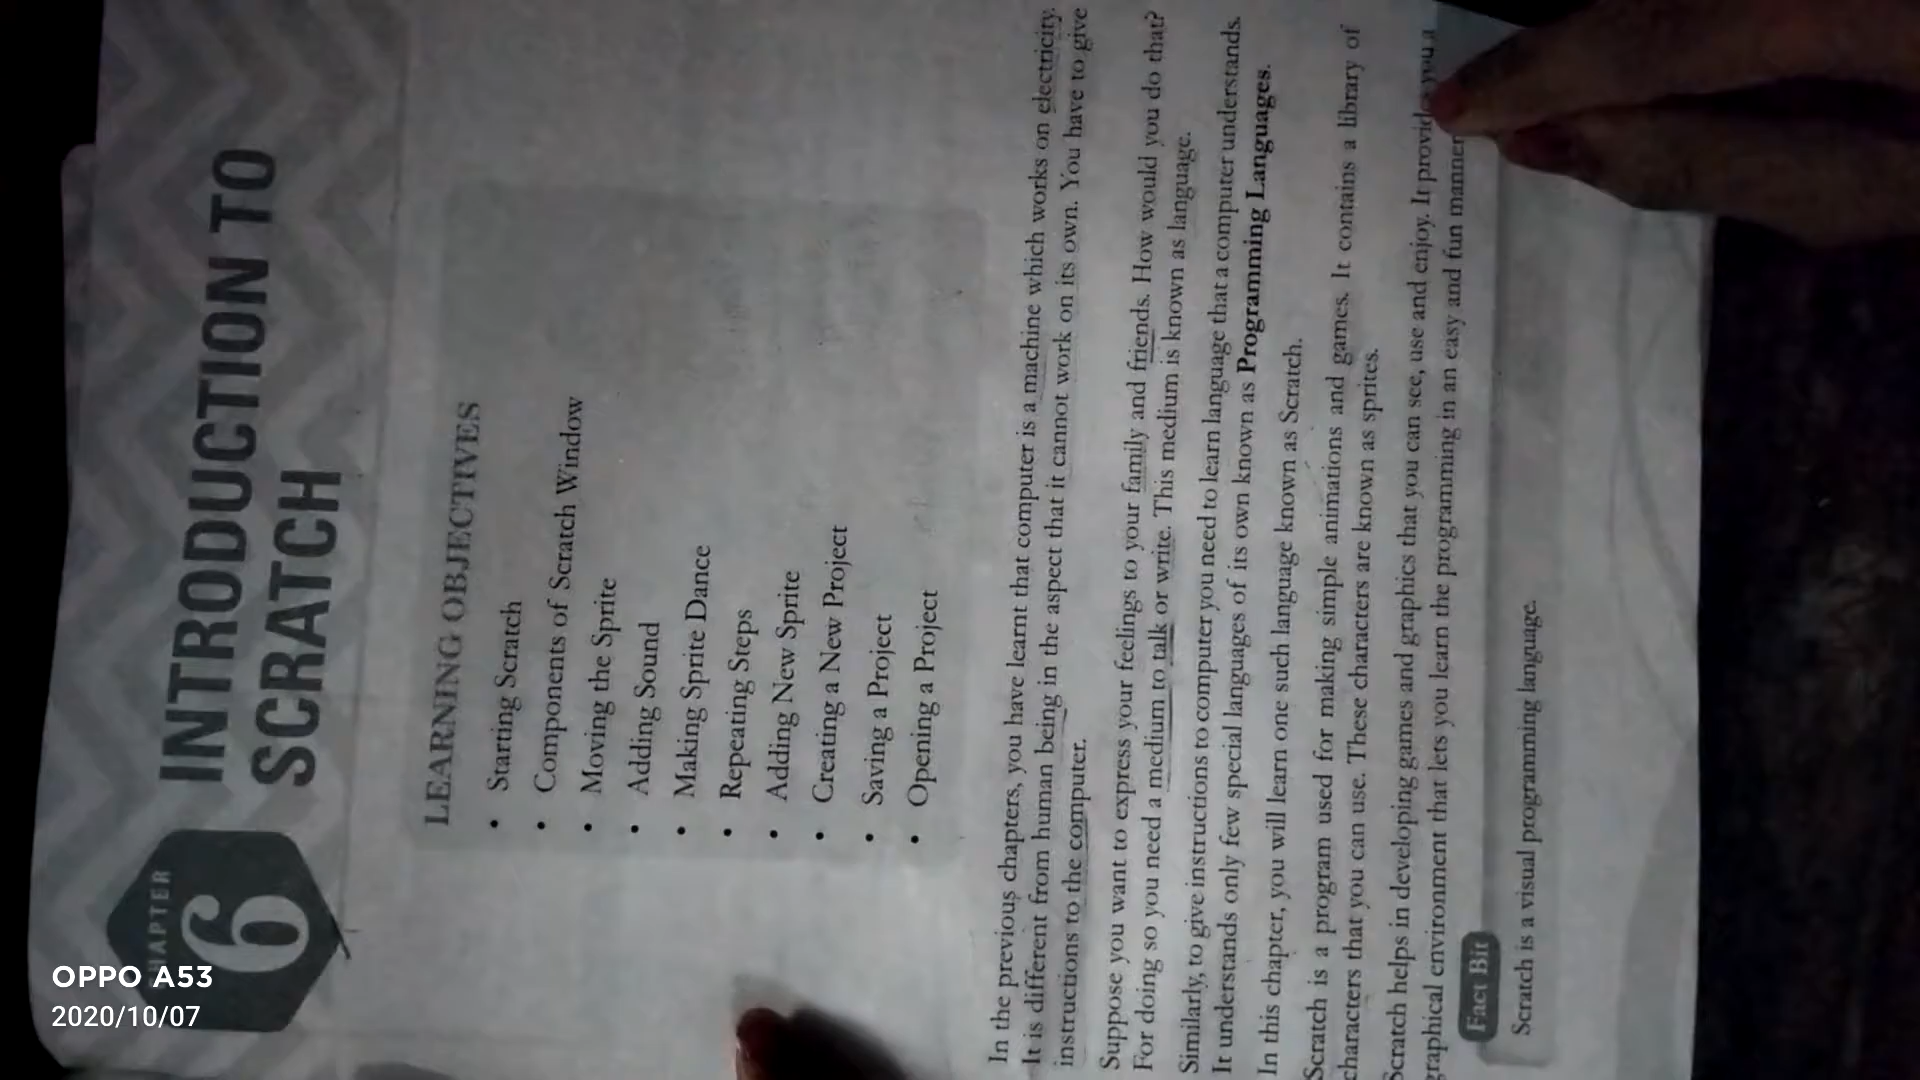 CHAPTER
6
INTRODUCTION TO
SCRATCH
LEARNING OBJECTIVES
• Starting Scratch
• Components of Scratch Window
• Moving the Sprite
• Adding Sound
• Making Sprite Dance
• Repeating Steps
• Adding New Sprite
• Creating a New Project
• Saving a Project
• Opening a Project
In the previous chapters, you have learnt that computer is a machine which works on electricity.
It is different from human being in the aspect that it cannot work on its own. You have to give
instructions to the computer.
Suppose you want to express your feelings to your family and friends. How would you do that?
For doing so you need a medium to talk or write. This medium is known as language.
Similarly, to give instructions to computer you need to learn language that a computer understands.
It understands only few special languages of its own known as Programming Languages.
In this chapter, you will learn one such language known as Scratch.
Scratch is a program used for making simple animations and games. It contains a library of
characters that you can use. These characters are known as sprites.
Scratch helps in developing games and graphics that you can see, use and enjoy. It provides you a
graphical environment that lets you learn the programming in an easy and fun manner
Fact Bit
Scratch is a visual programming language.
OPPO A53
2020/10/07